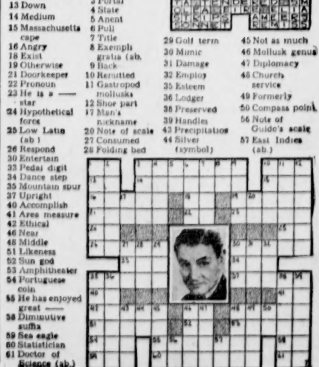 13 Down
14 Medium
15 Massachusetts
cape
16 Angry
18 Exist
19 Otherwise
21 Doorkeeper
22 Pronoun
23 He is a ——
star
24 Hypothetical
force
25 Low Latin
(ab.)
26 Respond
30 Entertain
33 Pedal digit
34 Dance step
35 Mountain spur
37 Upright
40 Accomplish
41 Area measure
42 Ethical
46 Near
48 Middle
51 Likeness
52 Sun god
53 Amphitheater
54 Portuguese
coin
55 He has enjoyed
great ——
58 Diminutive
suffix
59 Sea eagle
60 Statistician
61 Doctor of
Science (ab.)
3 Portal
4 State
5 Anent
6 Pull
7 Title
8 Exempli
gratia (ab.)
9 Back
10 Remitted
11 Gastropod
mollusks
12 Shoe part
17 Man's
nickname
20 Note of scale
27 Consumed
28 Folding bed
29 Golf term
30 Mimic
31 Damage
32 Employ
35 Esteem
36 Lodger
38 Preserved
39 Handles
43 Precipitation
44 Silver
(symbol)
45 Not as much
46 Mollusk genus
47 Diplomacy
48 Church
service
49 Formerly
50 Compass point
56 Note of
Guido's scale
57 East Indies
(ab.)